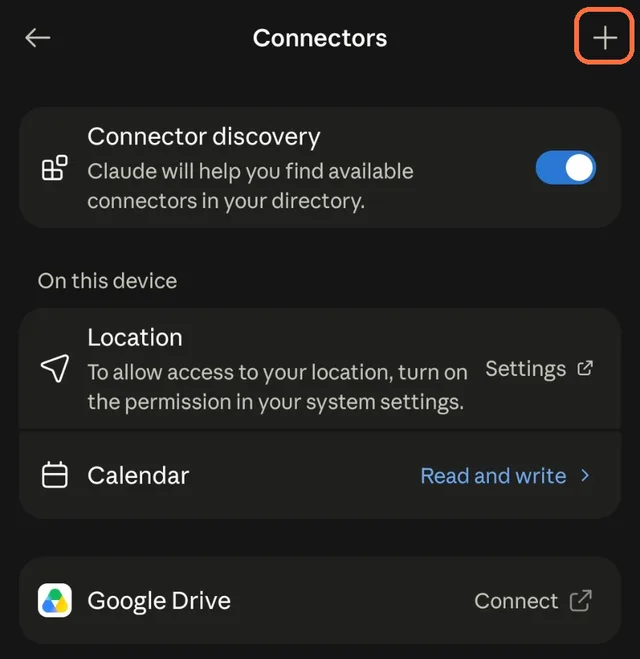 Connectors
Connector discovery
Claude will help you find available
connectors in your directory.
On this device
Location
To allow access to your location, turn on
the permission in your system settings.
Settings
Calendar
Read and write
Google Drive
Connect